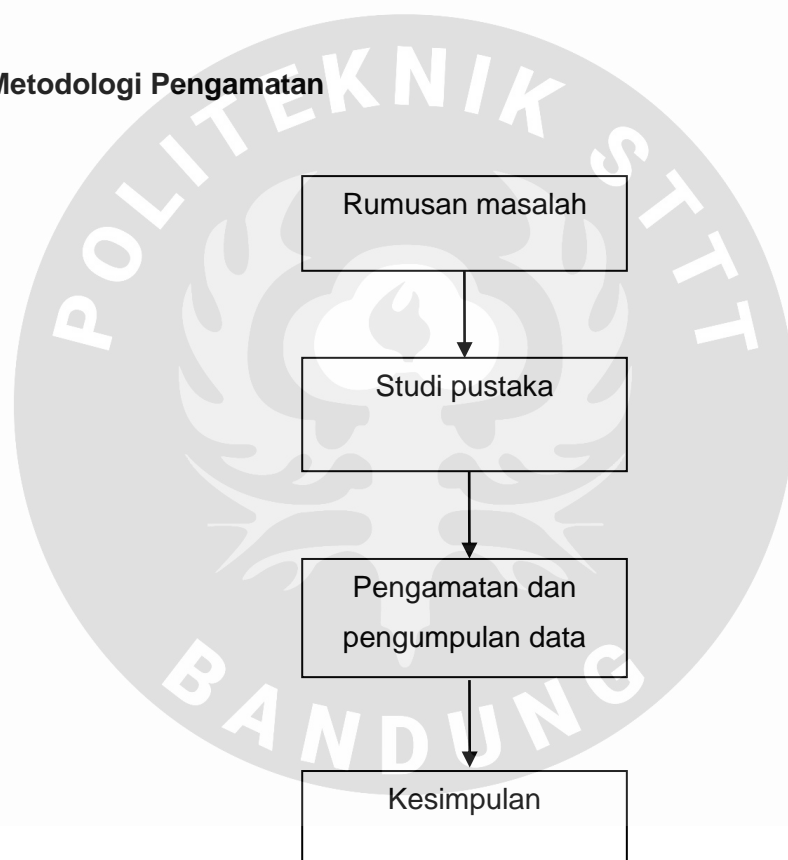 Metodologi Pengamatan
POLITEKNIK STTT
Rumusan masalah
Studi pustaka
Pengamatan dan
pengumpulan data
BANDUNG
Kesimpulan